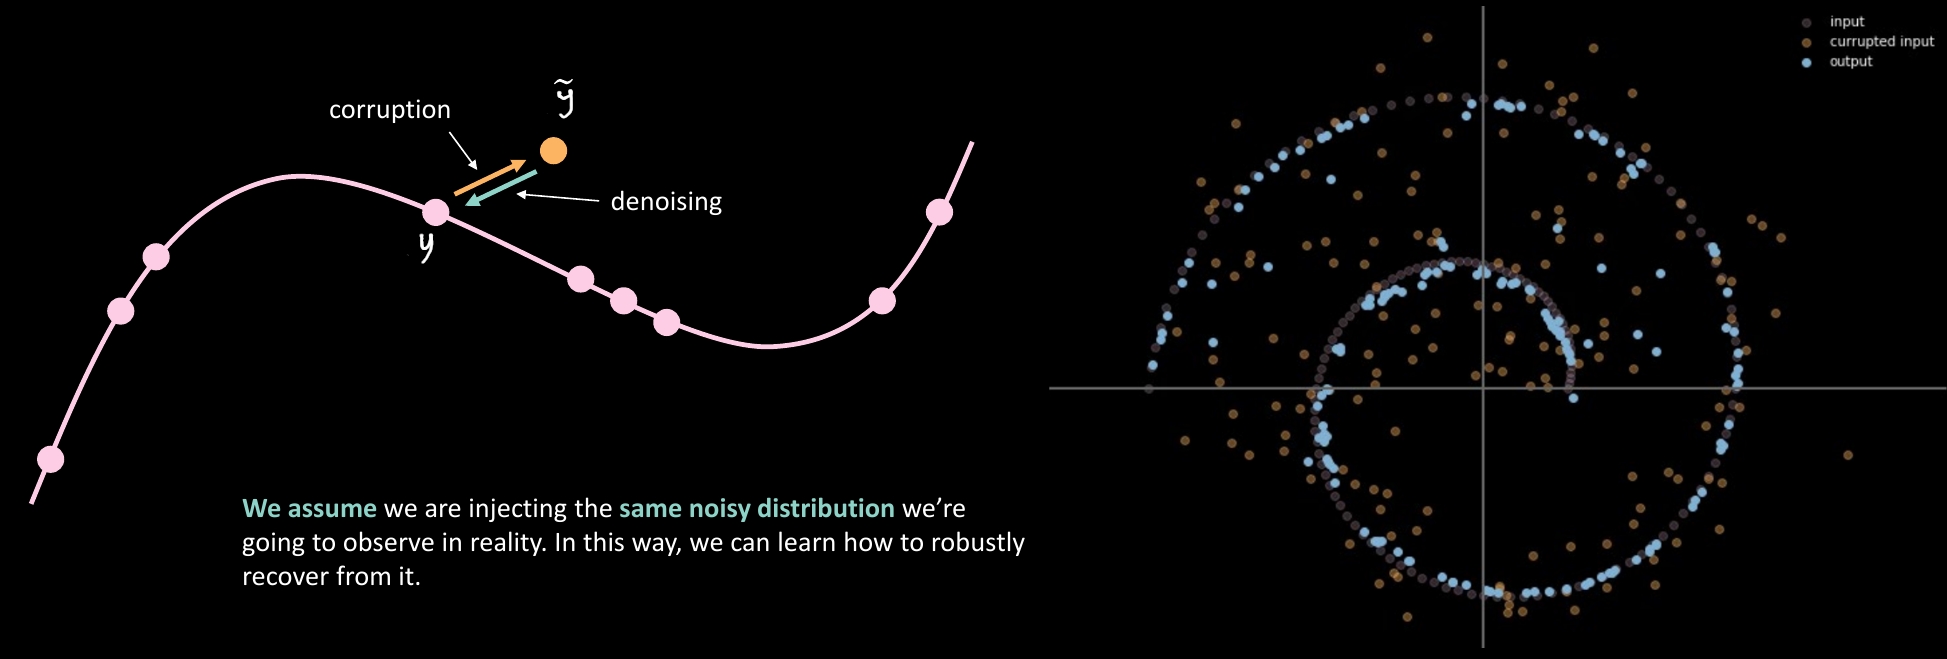 ỹ
corruption
denoising
y
We assume we are injecting the same noisy distribution we’re
going to observe in reality. In this way, we can learn how to robustly
recover from it.
input
currupted input
output